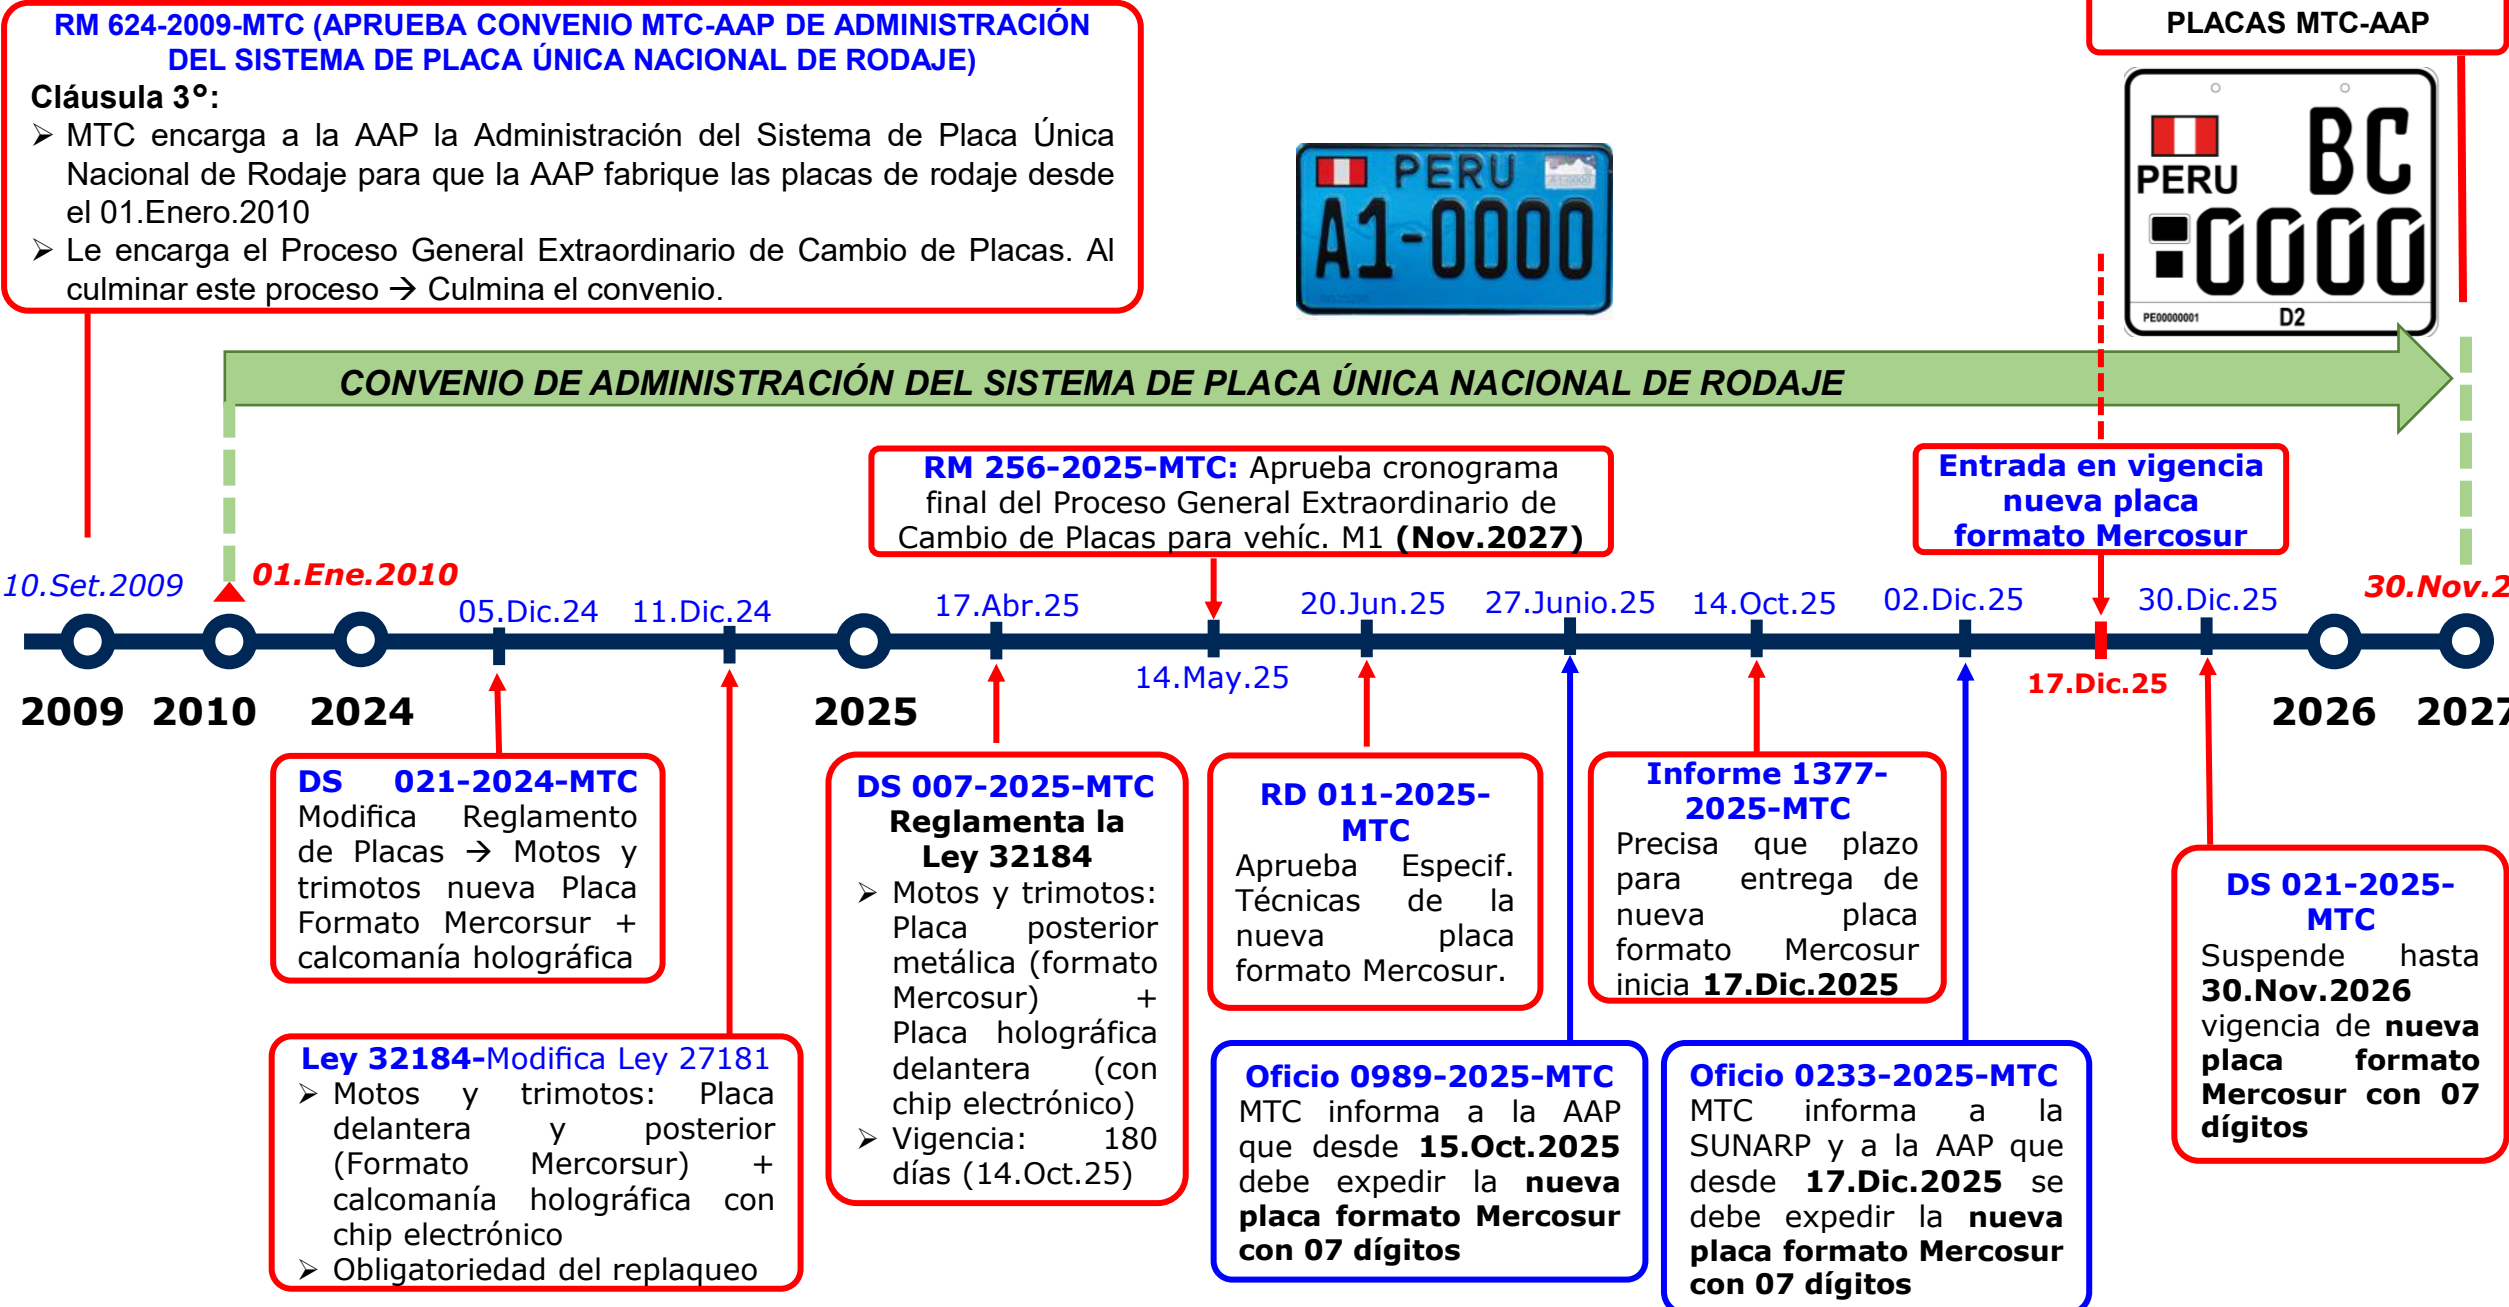 RM 624-2009-MTC (APRUEBA CONVENIO MTC-AAP DE ADMINISTRACIÓN
DEL SISTEMA DE PLACA ÚNICA NACIONAL DE RODAJE)
Cláusula 3°:
➢ MTC encarga a la AAP la Administración del Sistema de Placa Única
Nacional de Rodaje para que la AAP fabrique las placas de rodaje desde
el 01.Enero.2010
➢ Le encarga el Proceso General Extraordinario de Cambio de Placas. Al
culminar este proceso → Culmina el convenio.
PERU
A1-0000
PLACAS MTC-AAP
BC
PERU
0000
PE00000001
D2
CONVENIO DE ADMINISTRACIÓN DEL SISTEMA DE PLACA ÚNICA NACIONAL DE RODAJE
RM 256-2025-MTC: Aprueba cronograma
final del Proceso General Extraordinario de
Cambio de Placas para vehíc. M1 (Nov.2027)
Entrada en vigencia
nueva placa
formato Mercosur
10.Set.2009
01.Ene.2010
05.Dic.24
11.Dic.24
17.Abr.25
14.May.25
20.Jun.25
27.Junio.25
14.Oct.25
02.Dic.25
17.Dic.25
30.Dic.25
30.Nov.2
2009
2010
2024
2025
2026
2027
DS 021-2024-MTC
Modifica Reglamento
de Placas → Motos y
trimotos nueva Placa
Formato Mercorsur +
calcomanía holográfica
Ley 32184-Modifica Ley 27181
➢ Motos y trimotos: Placa
delantera y posterior
(Formato Mercorsur) +
calcomanía holográfica con
chip electrónico
➢ Obligatoriedad del replaqueo
DS 007-2025-MTC
Reglamenta la
Ley 32184
➢ Motos y trimotos:
Placa posterior
metálica (formato
Mercosur) +
Placa holográfica
delantera (con
chip electrónico)
➢ Vigencia: 180
días (14.Oct.25)
RD 011-2025-
MTC
Aprueba Especif.
Técnicas de la
nueva placa
formato Mercosur.
Oficio 0989-2025-MTC
MTC informa a la AAP
que desde 15.Oct.2025
debe expedir la nueva
placa formato Mercosur
con 07 dígitos
Informe 1377-
2025-MTC
Precisa que plazo
para entrega de
nueva placa
formato Mercosur
inicia 17.Dic.2025
Oficio 0233-2025-MTC
MTC informa a la
SUNARP y a la AAP que
desde 17.Dic.2025 se
debe expedir la nueva
placa formato Mercosur
con 07 dígitos
DS 021-2025-
MTC
Suspende hasta
30.Nov.2026
vigencia de nueva
placa formato
Mercosur con 07
dígitos